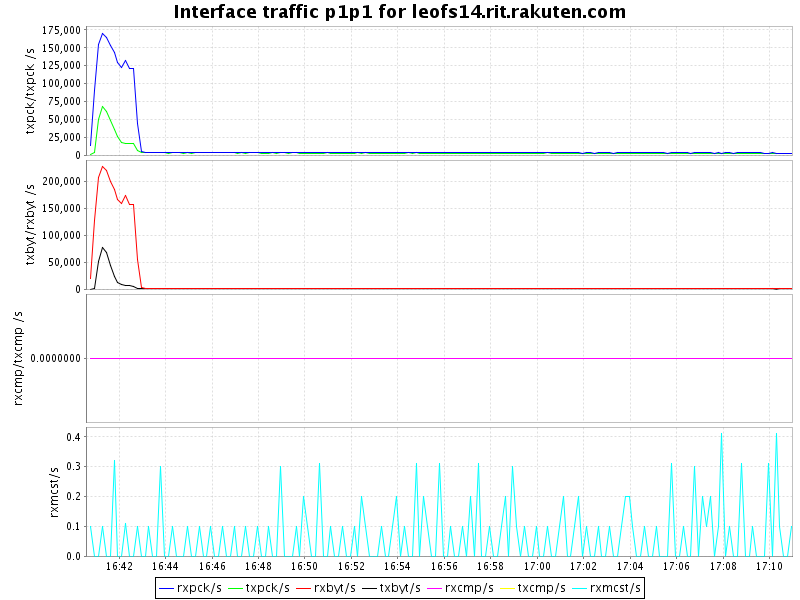 Interface traffic p1p1 for leofs14.rit.rakuten.com
txpck/txpck /s
175,000
150,000
125,000
100,000
75,000
50,000
25,000
0
txbyt/rxbyt /s
200,000
150,000
100,000
50,000
0
rxcmp/txcmp /s
0.0000000
rxmcst/s
0.4
0.3
0.2
0.1
0.0
16:42 16:44 16:46 16:48 16:50 16:52 16:54 16:56 16:58 17:00 17:02 17:04 17:06 17:08 17:10
rxpck/s txpck/s rxbyt/s txbyt/s rxcmp/s txcmp/s rxmcst/s